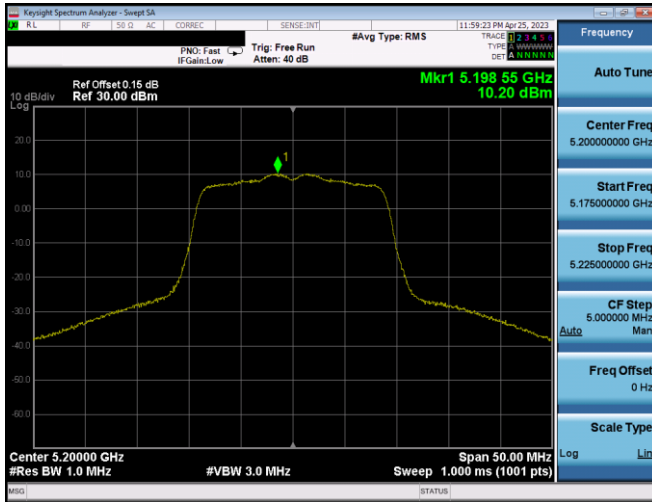 Keysight Spectrum Analyzer - Swept SA
RL RF 50 Ω AC CORREC SENSE:INT 11:59:23 PM Apr 25, 2023
#Avg Type: RMS TRACE 1 2 3 4 5 6
PNO: Fast Trig: Free Run TYPE A WWWWW
IFGain:Low Atten: 40 dB DET A N N N N N
Mkr1 5.198 55 GHz
10.20 dBm
Ref Offset 0.15 dB
10 dB/div Ref 30.00 dBm
Log
20.0
10.0
0.00
-10.0
-20.0
-30.0
-40.0
-50.0
-60.0
1
Center 5.20000 GHz Span 50.00 MHz
#Res BW 1.0 MHz #VBW 3.0 MHz Sweep 1.000 ms (1001 pts)
MSG STATUS
Frequency
Auto Tune
Center Freq
5.200000000 GHz
Start Freq
5.175000000 GHz
Stop Freq
5.225000000 GHz
CF Step
5.000000 MHz
Auto Man
Freq Offset
0 Hz
Scale Type
Log Lin